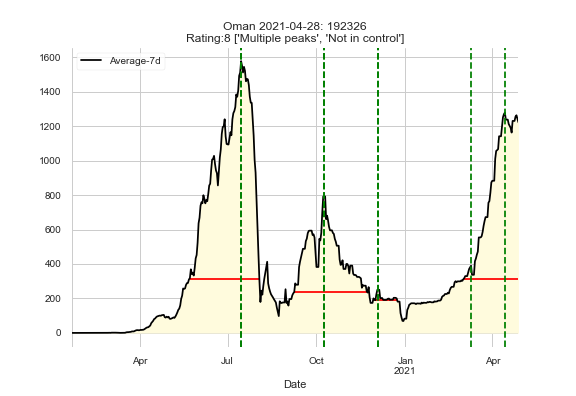 Oman 2021-04-28: 192326
Rating:8 ['Multiple peaks', 'Not in control']
1600
Average-7d
1400
1200
1000
800
600
400
200
0
Apr Jul Oct Jan Apr
2021
Date